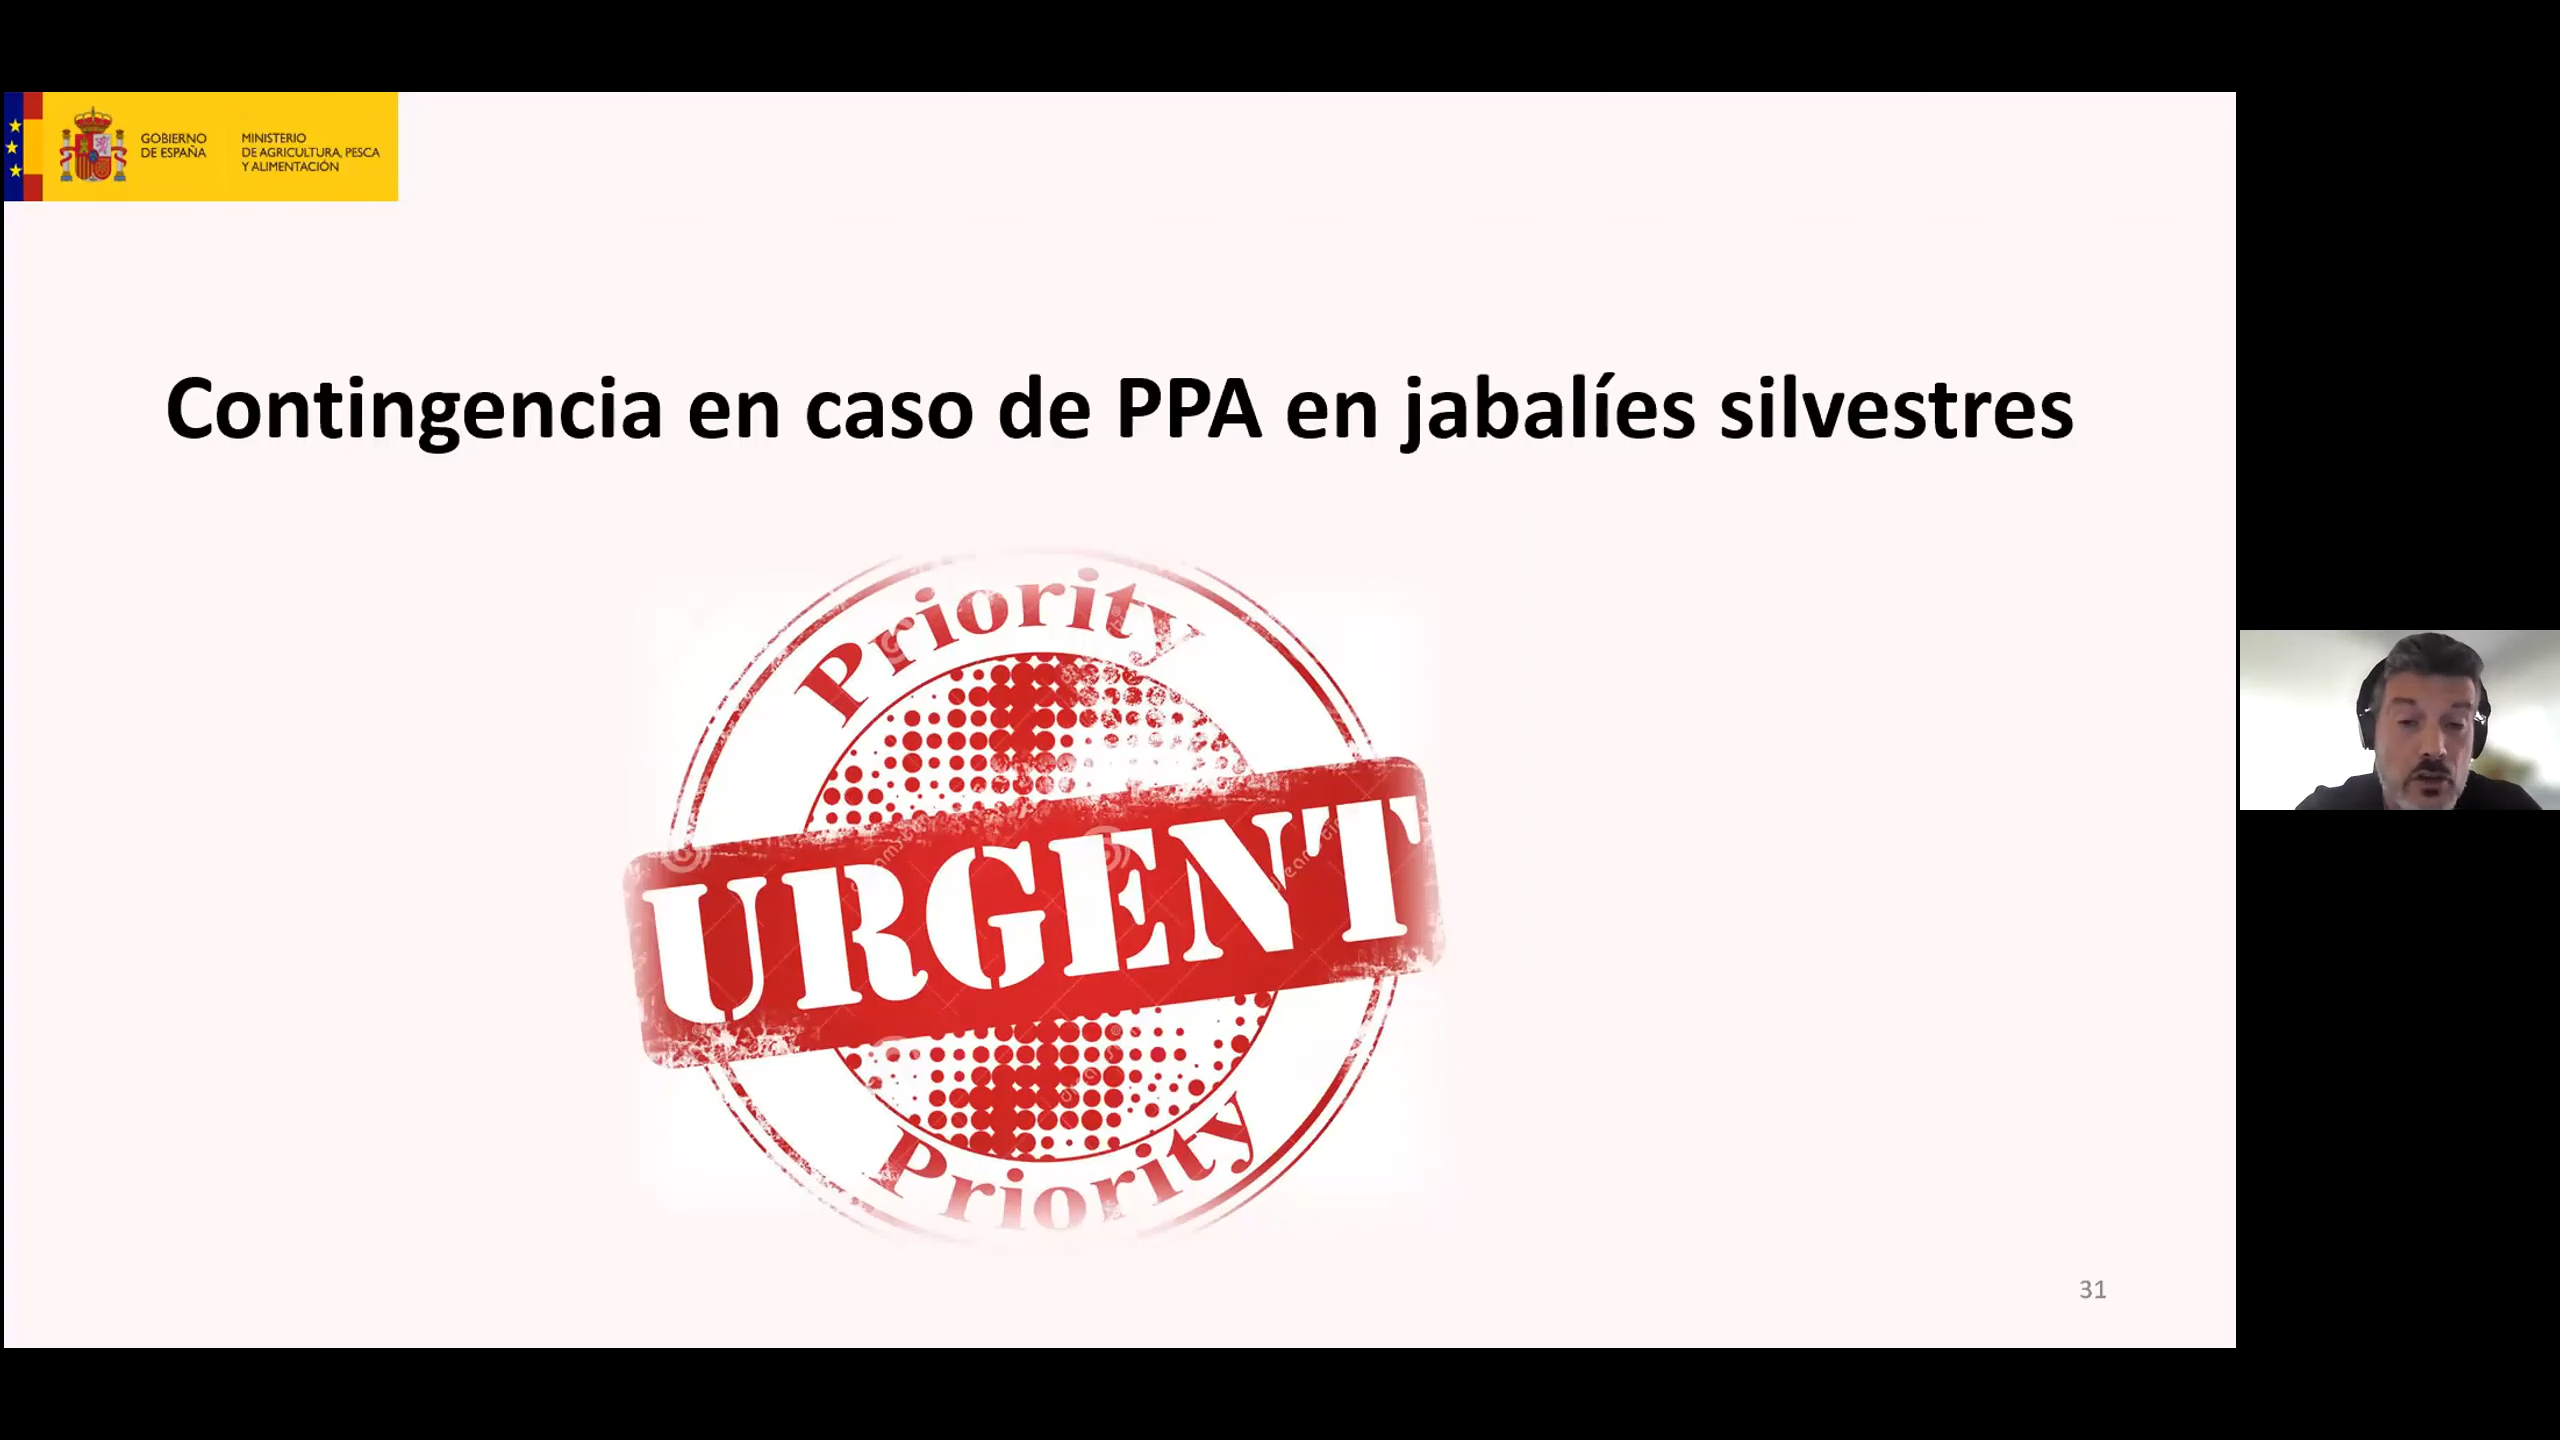 GOBIERNO
DE ESPAÑA
MINISTERIO
DE AGRICULTURA, PESCA
Y ALIMENTACIÓN
Contingencia en caso de PPA en jabalíes silvestres
Priority
URGENT
Priority
31